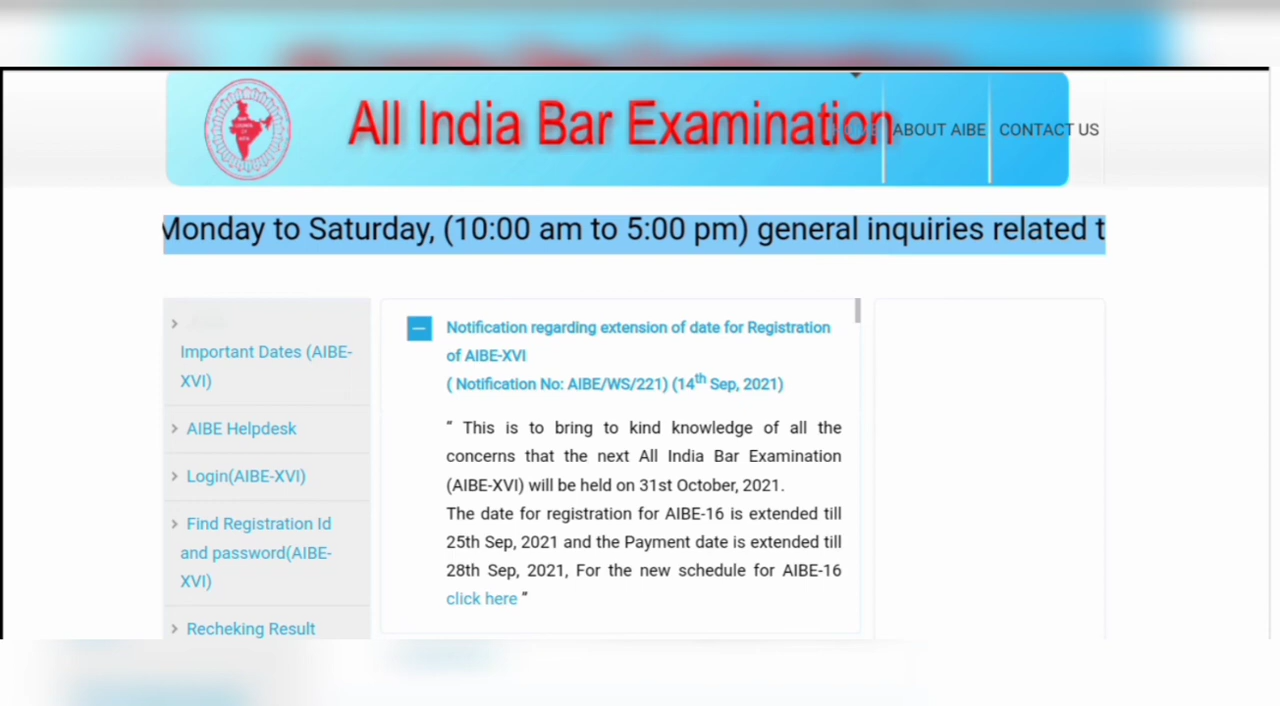 All India Bar Examination
HOME ABOUT AIBE CONTACT US
Monday to Saturday, (10:00 am to 5:00 pm) general inquiries related t
Important Dates (AIBE-
XVI)
AIBE Helpdesk
Login(AIBE-XVI)
Find Registration Id
and password(AIBE-
XVI)
Recheking Result
Notification regarding extension of date for Registration
of AIBE-XVI
( Notification No: AIBE/WS/221) (14th Sep, 2021)
“ This is to bring to kind knowledge of all the
concerns that the next All India Bar Examination
(AIBE-XVI) will be held on 31st October, 2021.
The date for registration for AIBE-16 is extended till
25th Sep, 2021 and the Payment date is extended till
28th Sep, 2021, For the new schedule for AIBE-16
click here “